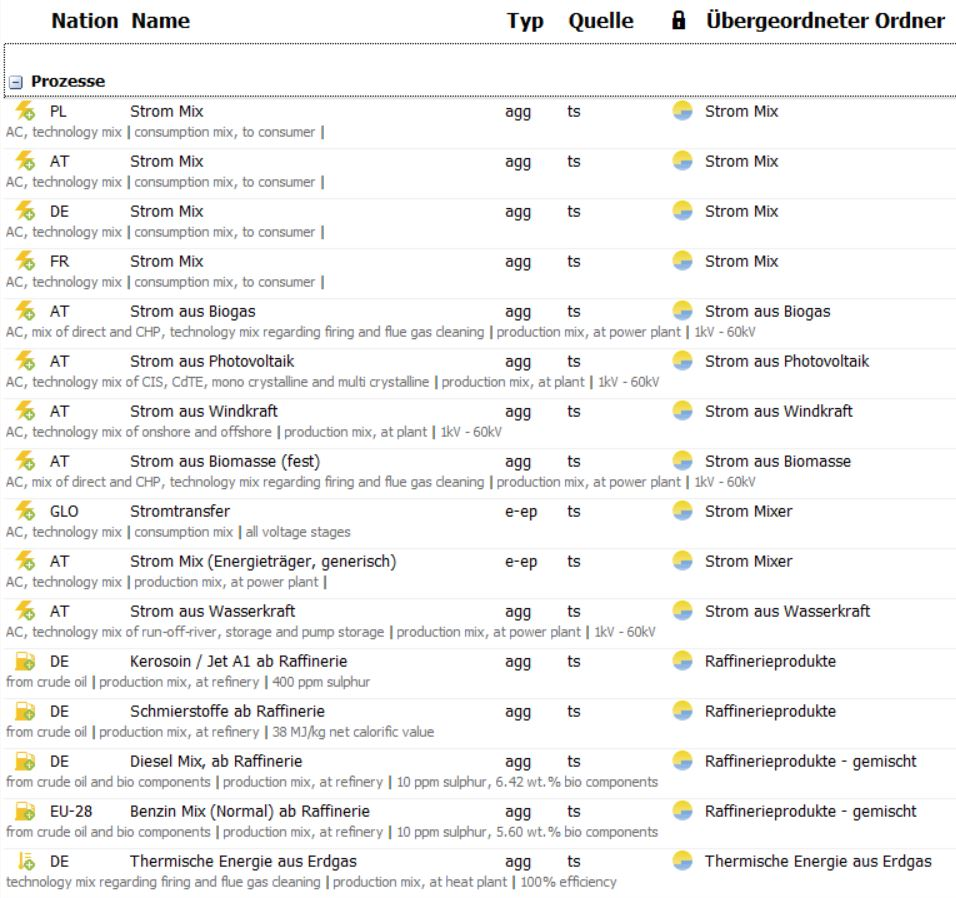 Nation Name Typ Quelle Übergeordneter Ordner
Prozesse
PL Strom Mix agg ts Strom Mix
AC, technology mix | consumption mix, to consumer |
AT Strom Mix agg ts Strom Mix
AC, technology mix | consumption mix, to consumer |
DE Strom Mix agg ts Strom Mix
AC, technology mix | consumption mix, to consumer |
FR Strom Mix agg ts Strom Mix
AC, technology mix | consumption mix, to consumer |
AT Strom aus Biogas agg ts Strom aus Biogas
AC, mix of direct and CHP, technology mix regarding firing and flue gas cleaning | production mix, at power plant | 1kV - 60kV
AT Strom aus Photovoltaik agg ts Strom aus Photovoltaik
AC, technology mix of CIS, CdTE, mono crystalline and multi crystalline | production mix, at plant | 1kV - 60kV
AT Strom aus Windkraft agg ts Strom aus Windkraft
AC, technology mix of onshore and offshore | production mix, at plant | 1kV - 60kV
AT Strom aus Biomasse (fest) agg ts Strom aus Biomasse
AC, mix of direct and CHP, technology mix regarding firing and flue gas cleaning | production mix, at power plant | 1kV - 60kV
GLO Stromtransfer e-ep ts Strom Mixer
AC, technology mix | consumption mix | all voltage stages
AT Strom Mix (Energieträger, generisch) e-ep ts Strom Mixer
AC, technology mix | production mix, at power plant |
AT Strom aus Wasserkraft agg ts Strom aus Wasserkraft
AC, technology mix of run-off-river, storage and pump storage | production mix, at power plant | 1kV - 60kV
DE Kerosoin / Jet A1 ab Raffinerie agg ts Raffinerieprodukte
from crude oil | production mix, at refinery | 400 ppm sulphur
DE Schmierstoffe ab Raffinerie agg ts Raffinerieprodukte
from crude oil | production mix, at refinery | 38 MJ/kg net calorific value
DE Diesel Mix, ab Raffinerie agg ts Raffinerieprodukte - gemischt
from crude oil and bio components | production mix, at refinery | 10 ppm sulphur, 6.42 wt.% bio components
EU-28 Benzin Mix (Normal) ab Raffinerie agg ts Raffinerieprodukte - gemischt
from crude oil and bio components | production mix, at refinery | 10 ppm sulphur, 5.60 wt.% bio components
DE Thermische Energie aus Erdgas agg ts Thermische Energie aus Erdgas
technology mix regarding firing and flue gas cleaning | production mix, at heat plant | 100% efficiency